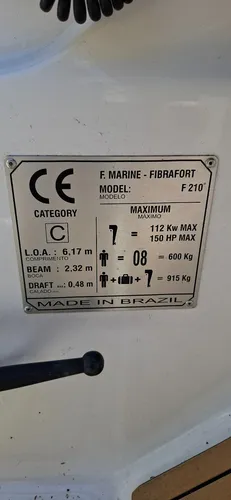 CE
F. MARINE - FIBRAFORT
MODEL: F 210
MODELO
CATEGORY
C
MAXIMUM
MÁXIMO
= 112 Kw MAX
150 HP MAX
L.O.A. : 6,17 m
COMPRIMENTO
= 08 = 600 Kg
BEAM : 2,32 m
BOCA
DRAFT : 0,48 m
CALADO
+ + = 915 Kg
MADE IN BRAZIL